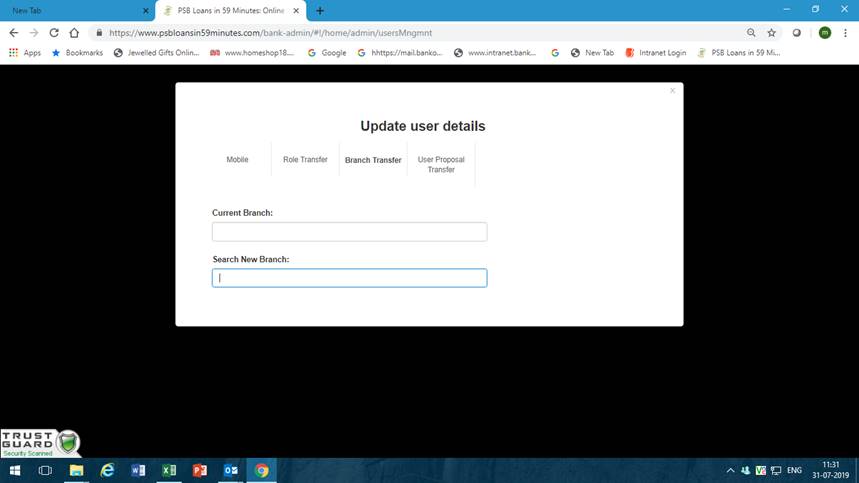 New Tab
PSB Loans in 59 Minutes: Online
https://www.psbloansin59minutes.com/bank-admin/#!/home/admin/usersMngmnt
Apps Bookmarks Jewelled Gifts Onlin... www.homeshop18.... Google hhttps://mail.banko... www.intranet.bank... New Tab Intranet Login PSB Loans in 59 Mi...
x
Update user details
Mobile Role Transfer Branch Transfer User Proposal
Transfer
Current Branch:
Search New Branch:
TRUST
GUARD
Security Scanned
ENG
11:31
31-07-2019